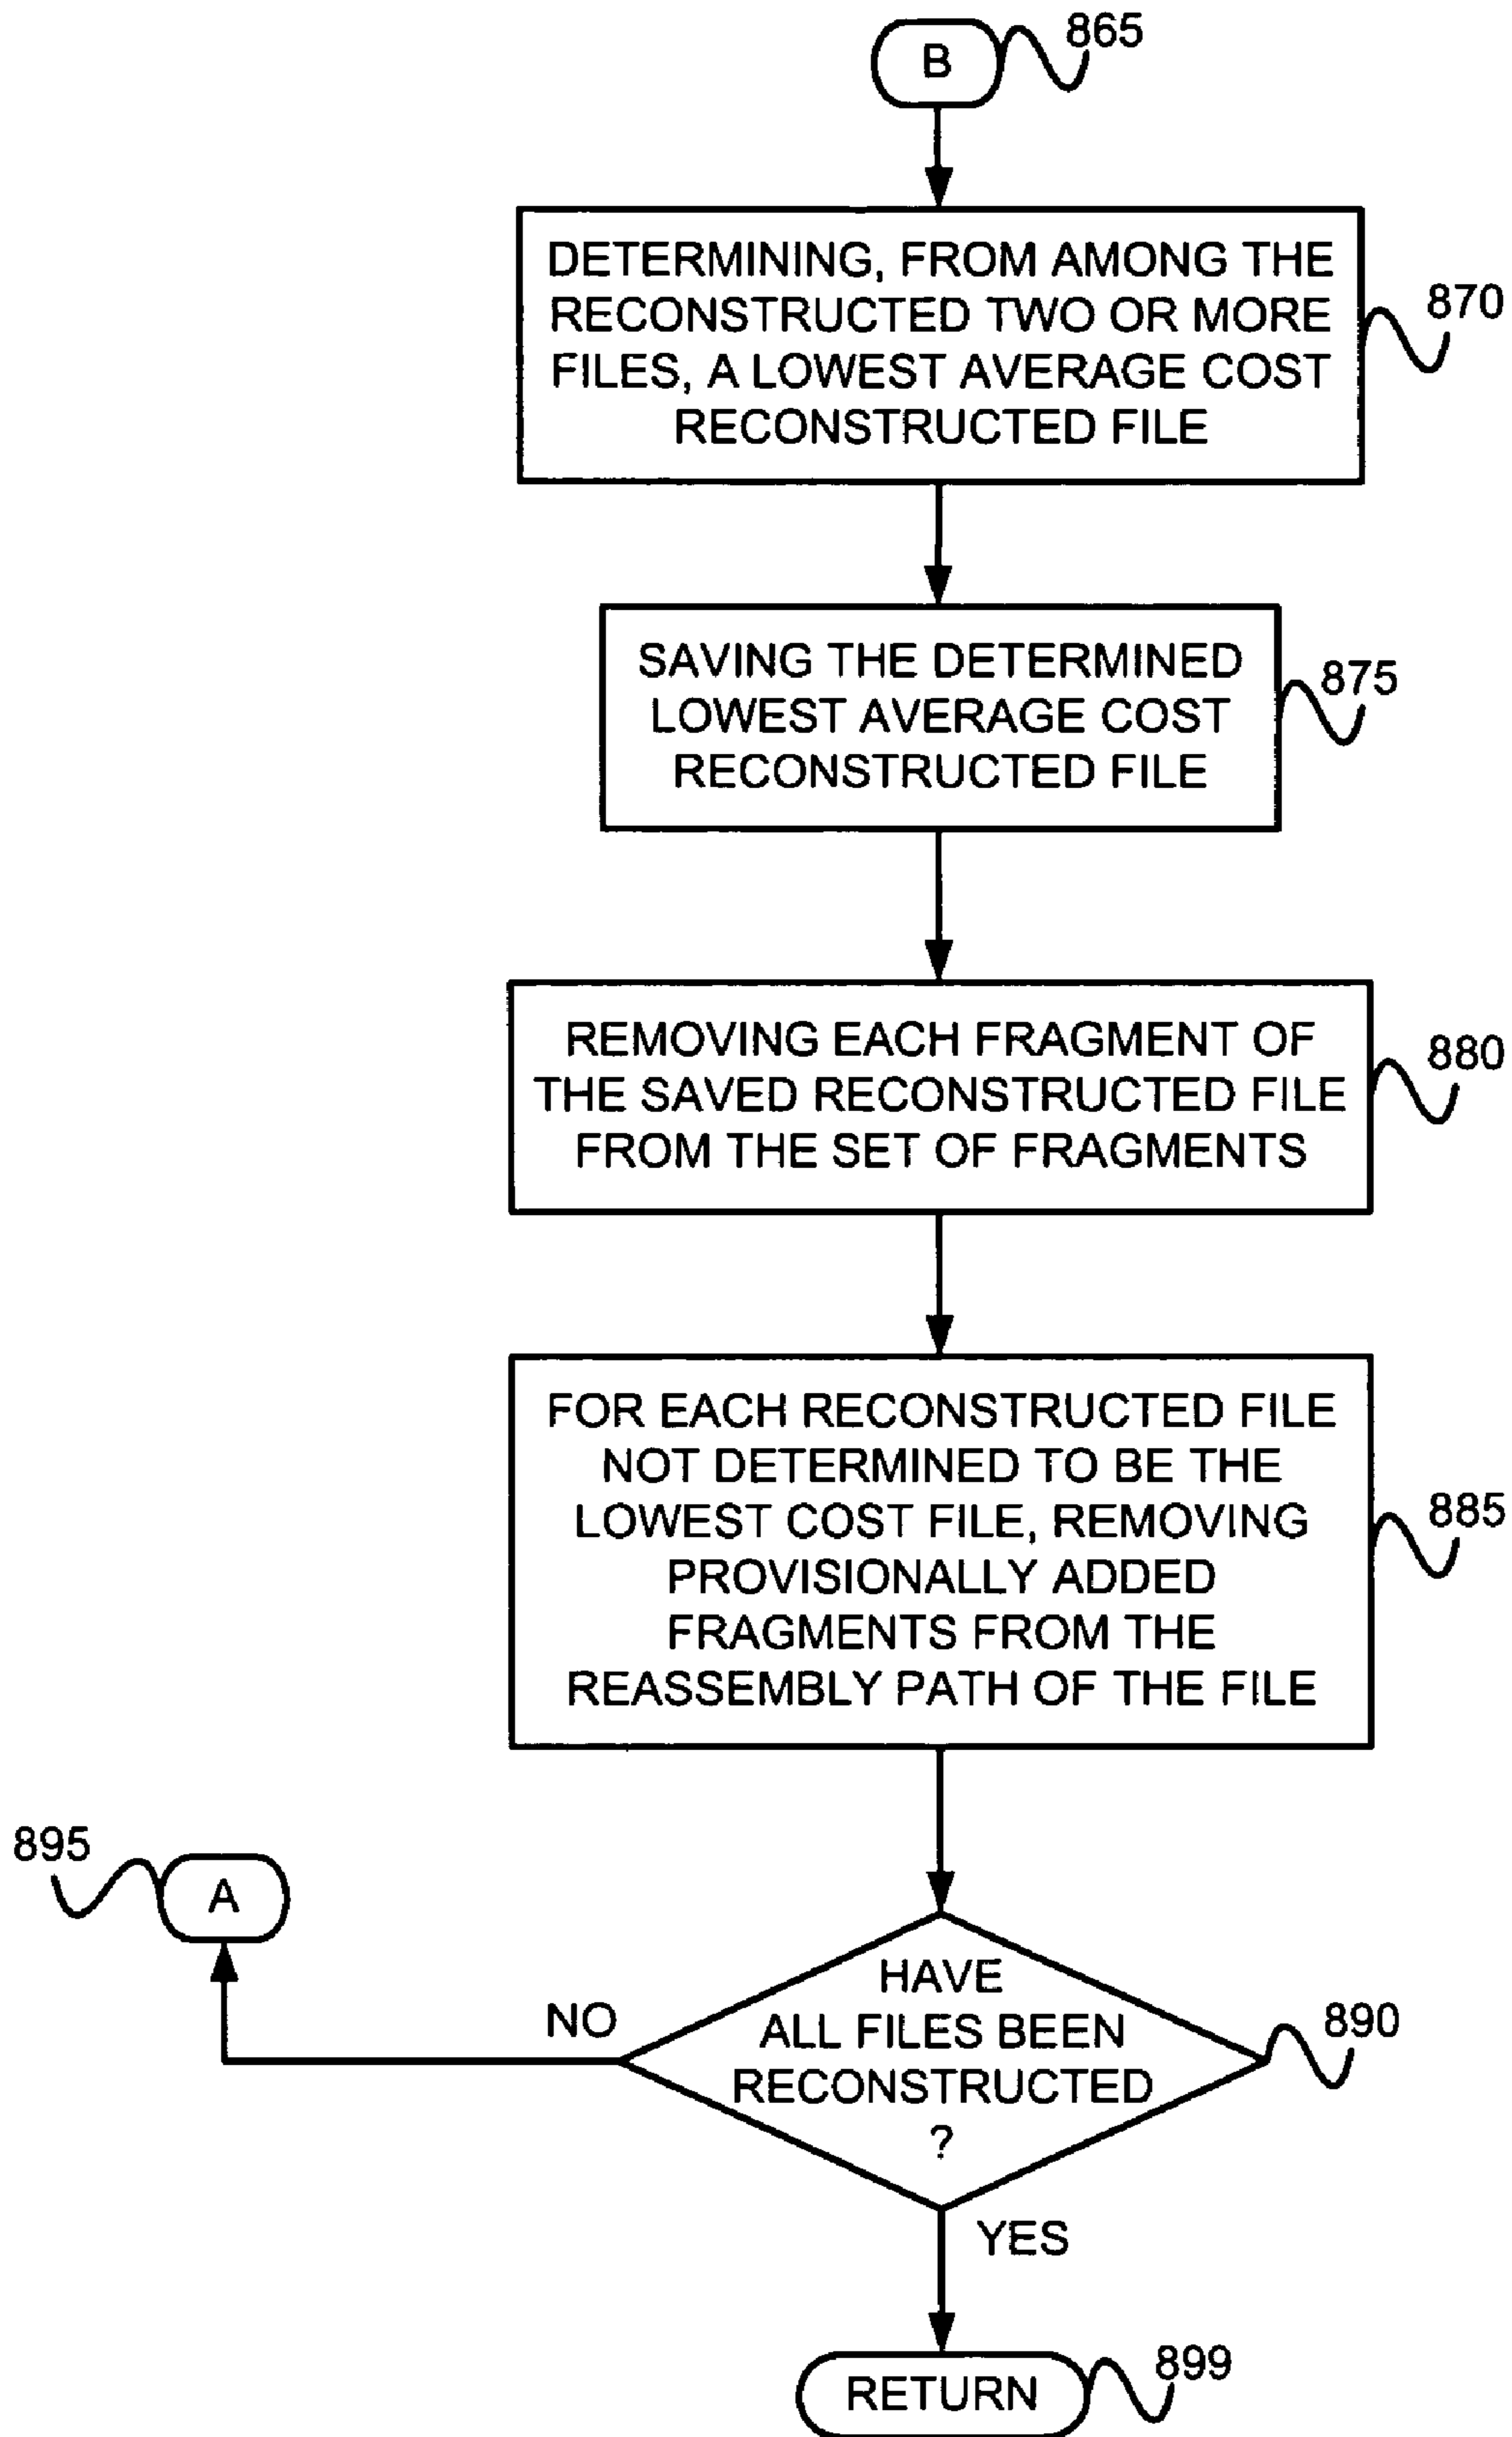 B
865
DETERMINING, FROM AMONG THE
RECONSTRUCTED TWO OR MORE
FILES, A LOWEST AVERAGE COST
RECONSTRUCTED FILE
870
SAVING THE DETERMINED
LOWEST AVERAGE COST
RECONSTRUCTED FILE
875
REMOVING EACH FRAGMENT OF
THE SAVED RECONSTRUCTED FILE
FROM THE SET OF FRAGMENTS
880
FOR EACH RECONSTRUCTED FILE
NOT DETERMINED TO BE THE
LOWEST COST FILE, REMOVING
PROVISIONALLY ADDED
FRAGMENTS FROM THE
REASSEMBLY PATH OF THE FILE
885
895
A
HAVE
ALL FILES BEEN
RECONSTRUCTED
?
890
NO
YES
RETURN
899